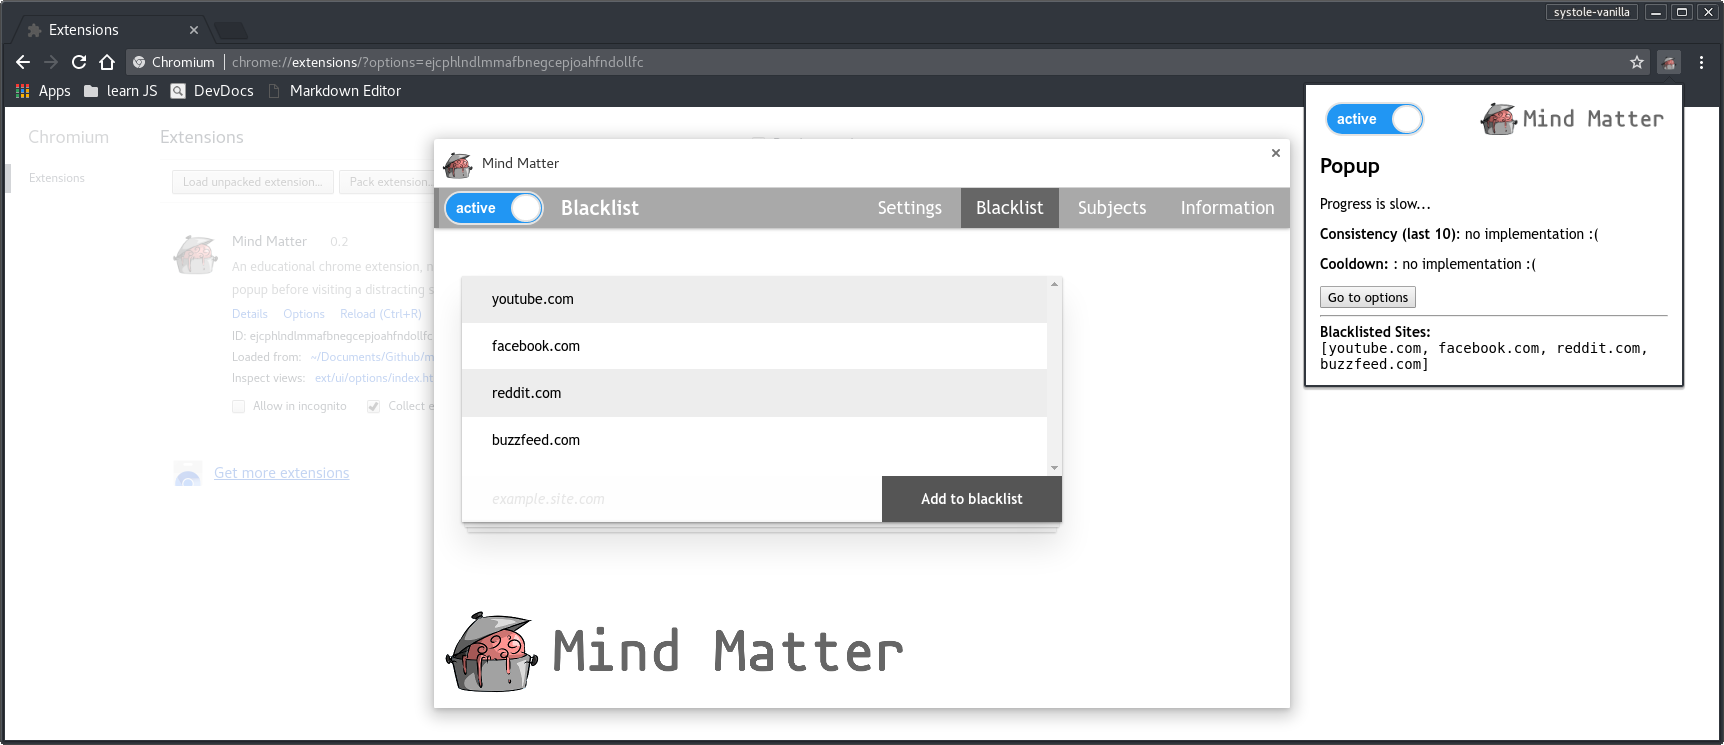 systole-vanilla
Extensions
Chromium chrome://extensions/?options=ejcphlndlmmafbnegcepjoahfndollfc
Apps learn JS DevDocs Markdown Editor
Chromium
Extensions
Extensions
Load unpacked extension...
Pack extension...
Mind Matter 0.2
An educational chrome extension,
popup before visiting a distracting
Details Options Reload (Ctrl+R)
ID: ejcphlndlmmafbnegcepjoahfndollfc
Loaded from: ~/Documents/Github/m
Inspect views: ext/ui/options/index.ht
Allow in incognito Collect e
Get more extensions
Mind Matter
active Blacklist Settings Blacklist Subjects Information
youtube.com
facebook.com
reddit.com
buzzfeed.com
example.site.com Add to blacklist
Mind Matter
active Mind Matter
Popup
Progress is slow...
Consistency (last 10): no implementation :(
Cooldown: : no implementation :(
Go to options
Blacklisted Sites:
[youtube.com, facebook.com, reddit.com,
buzzfeed.com]